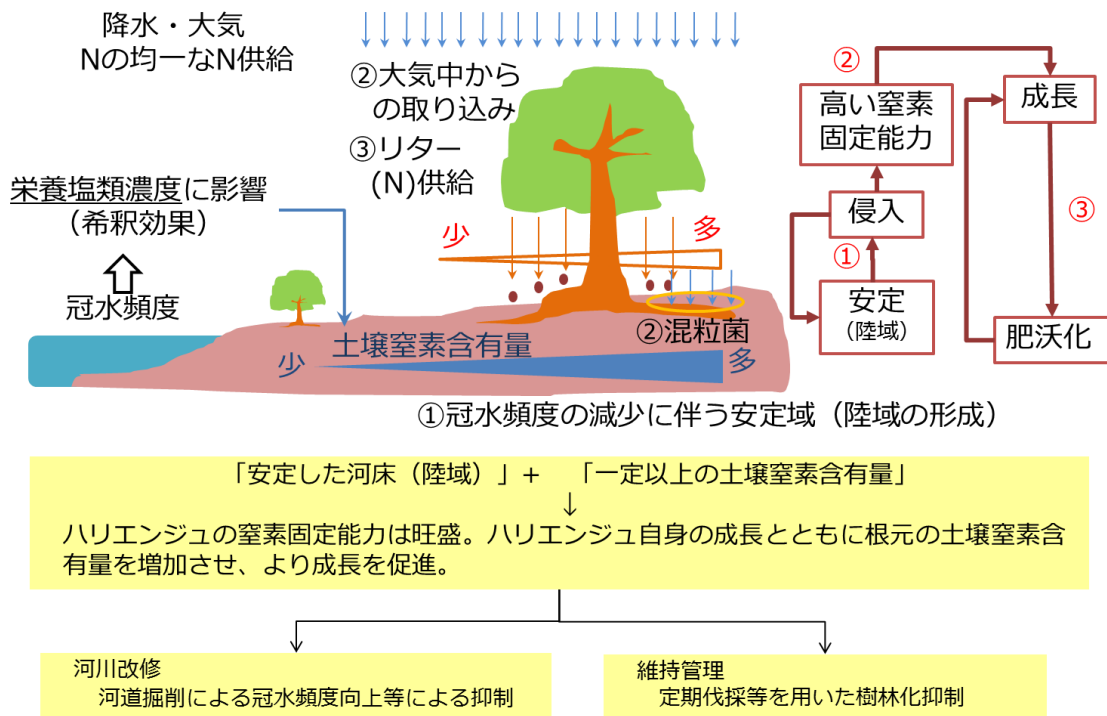 降水・大気
Nの均一なN供給
②大気中から
の取り込み
③リター
(N)供給
栄養塩類濃度に影響
（希釈効果）
冠水頻度
少
多
②混粒菌
土壌窒素含有量
少
多
①冠水頻度の減少に伴う安定域（陸域の形成）
②
高い窒素
固定能力
成長
侵入
①
③
安定
(陸域)
肥沃化
「安定した河床（陸域）」+ 「一定以上の土壌窒素含有量」
↓
ハリエンジュの窒素固定能力は旺盛。ハリエンジュ自身の成長とともに根元の土壌窒素含
有量を増加させ、より成長を促進。
河川改修
河道掘削による冠水頻度向上等による抑制
維持管理
定期伐採等を用いた樹林化抑制